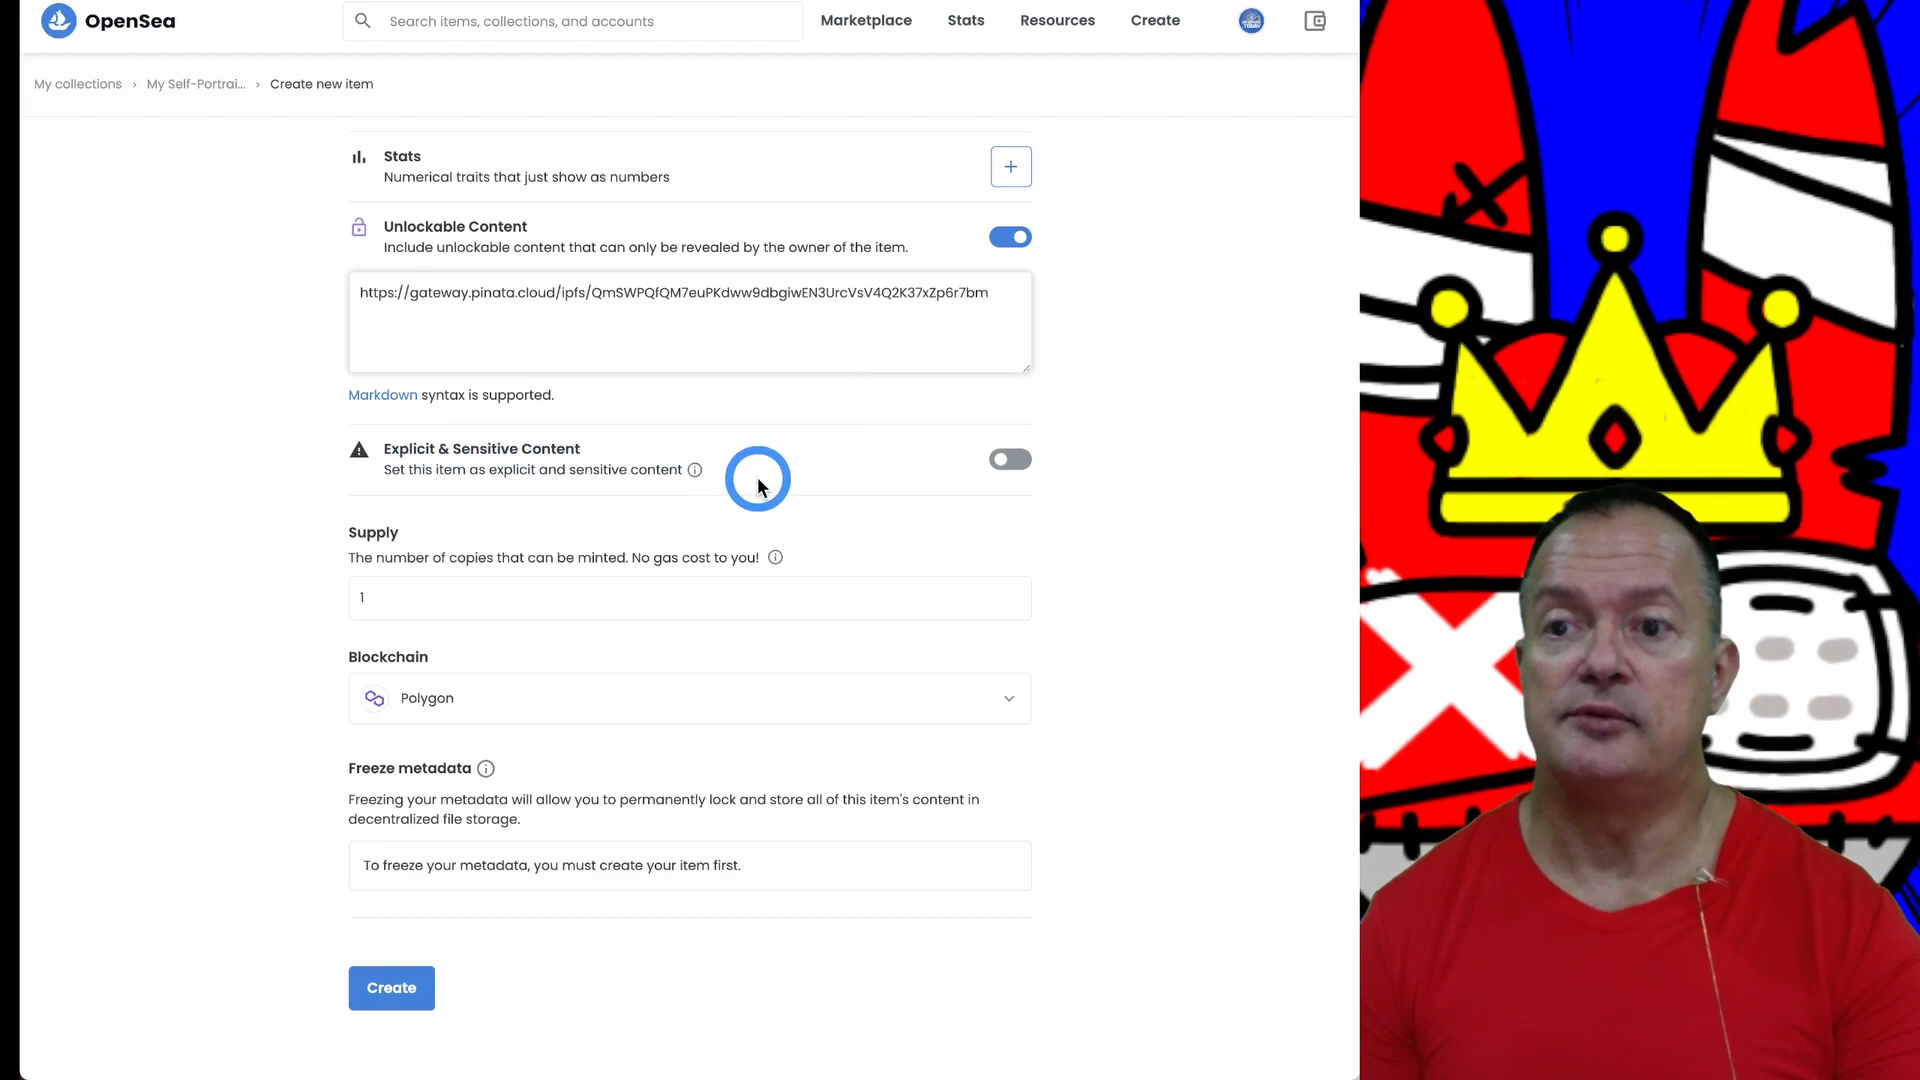 OpenSea
Search items, collections, and accounts
Marketplace
Stats
Resources
Create
My collections › My Self-Portrai... › Create new item
Stats
Numerical traits that just show as numbers
Unlockable Content
Include unlockable content that can only be revealed by the owner of the item.
https://gateway.pinata.cloud/ipfs/QmSWPQfQM7euPKdww9dbgiwEN3UrcVsV4Q2K37xZp6r7bm
Markdown syntax is supported.
Explicit & Sensitive Content
Set this item as explicit and sensitive content
Supply
The number of copies that can be minted. No gas cost to you!
1
Blockchain
Polygon
Freeze metadata
Freezing your metadata will allow you to permanently lock and store all of this item's content in
decentralized file storage.
To freeze your metadata, you must create your item first.
Create